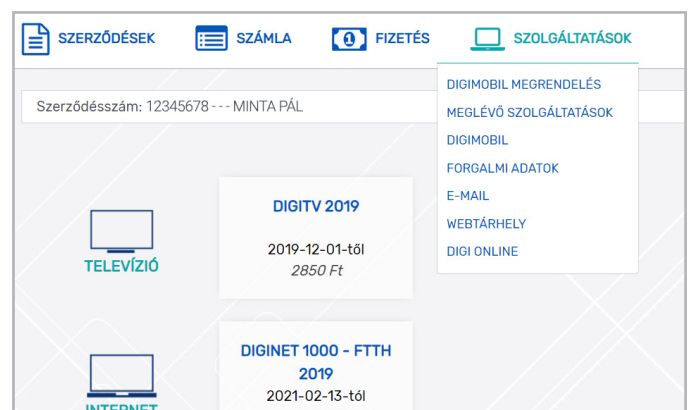 SZERZŐDÉSEK
SZÁMLA
FIZETÉS
SZOLGÁLTATÁSOK
DIGIMOBIL MEGRENDELÉS
MEGLÉVŐ SZOLGÁLTATÁSOK
DIGIMOBIL
FORGALMI ADATOK
E-MAIL
WEBTÁRHELY
DIGI ONLINE
Szerződésszám: 12345678 - - - MINTA PÁL
TELEVÍZIÓ
DIGITV 2019
2019-12-01-től
2850 Ft
INTERNET
DIGINET 1000 - FTTH
2019
2021-02-13-tól